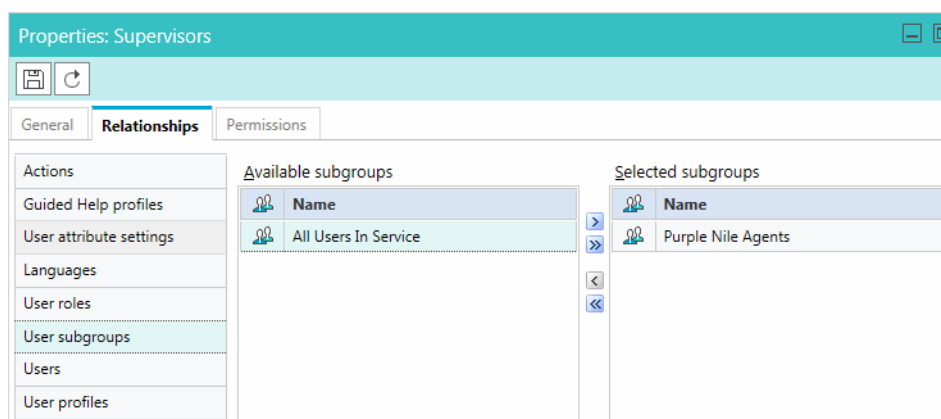 Properties: Supervisors
General Relationships Permissions
Actions
Guided Help profiles
User attribute settings
Languages
User roles
User subgroups
Users
User profiles
Available subgroups
Name
All Users In Service
Selected subgroups
Name
Purple Nile Agents